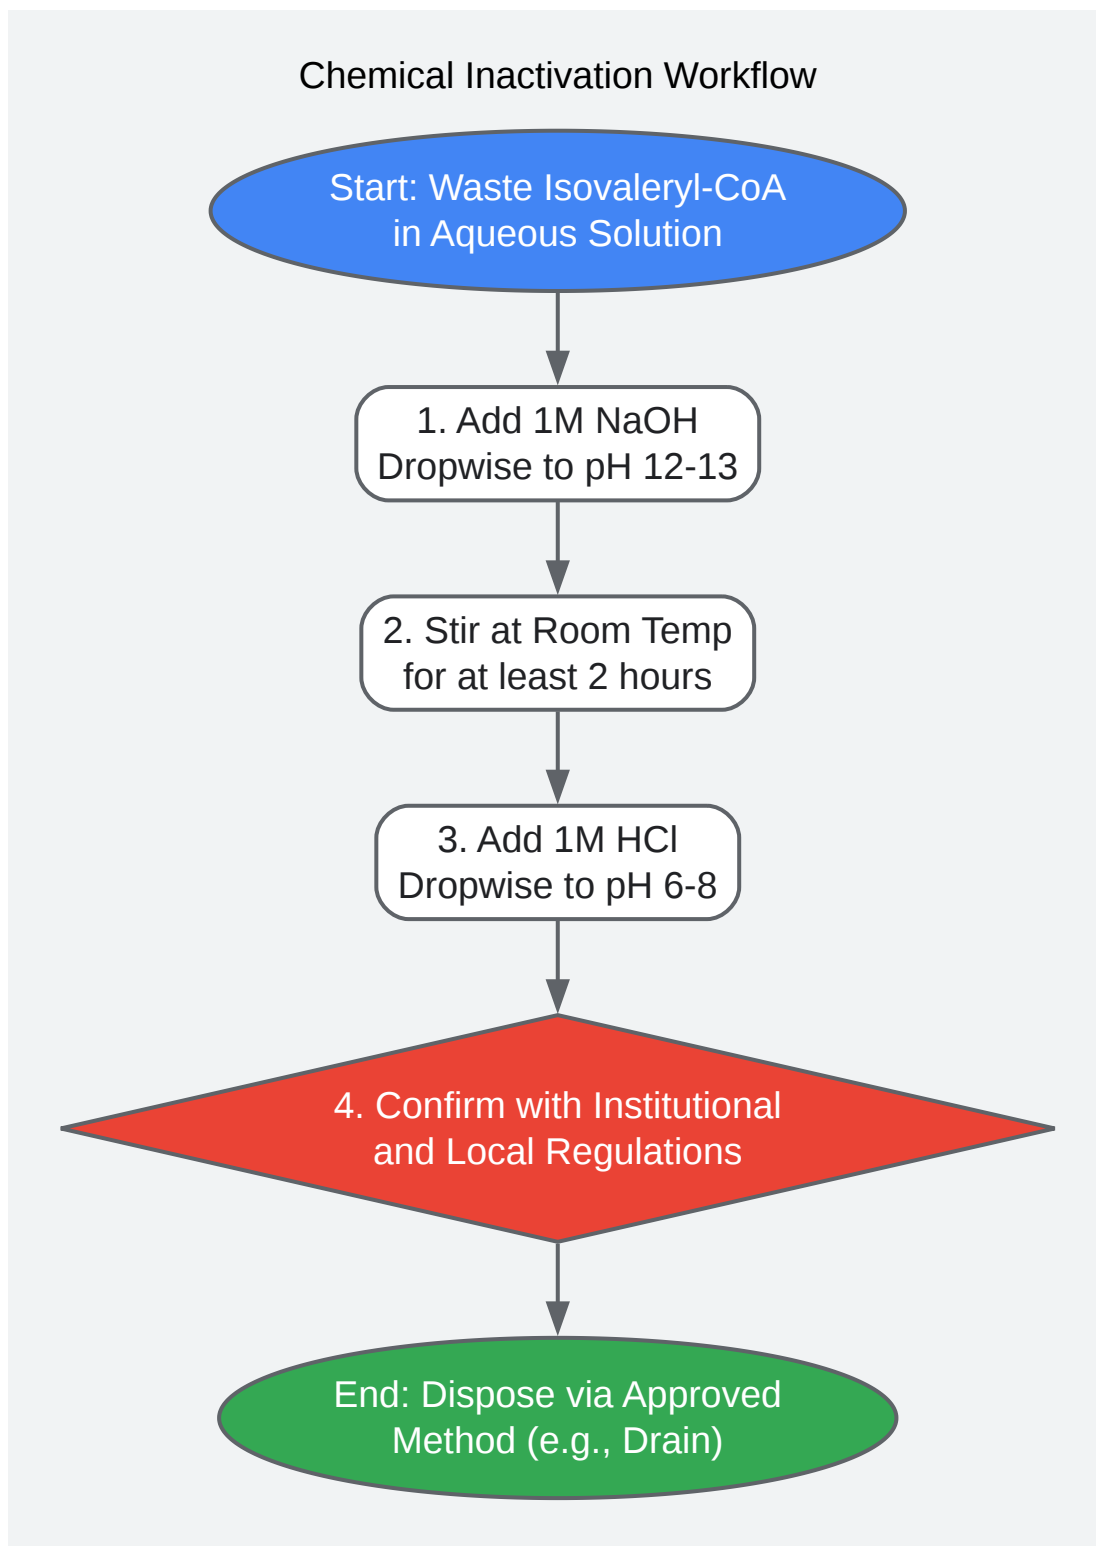 Chemical Inactivation Workflow
Start: Waste Isovaleryl-CoA
in Aqueous Solution
1. Add 1M NaOH
Dropwise to pH 12-13
2. Stir at Room Temp
for at least 2 hours
3. Add 1M HCl
Dropwise to pH 6-8
4. Confirm with Institutional
and Local Regulations
End: Dispose via Approved
Method (e.g., Drain)